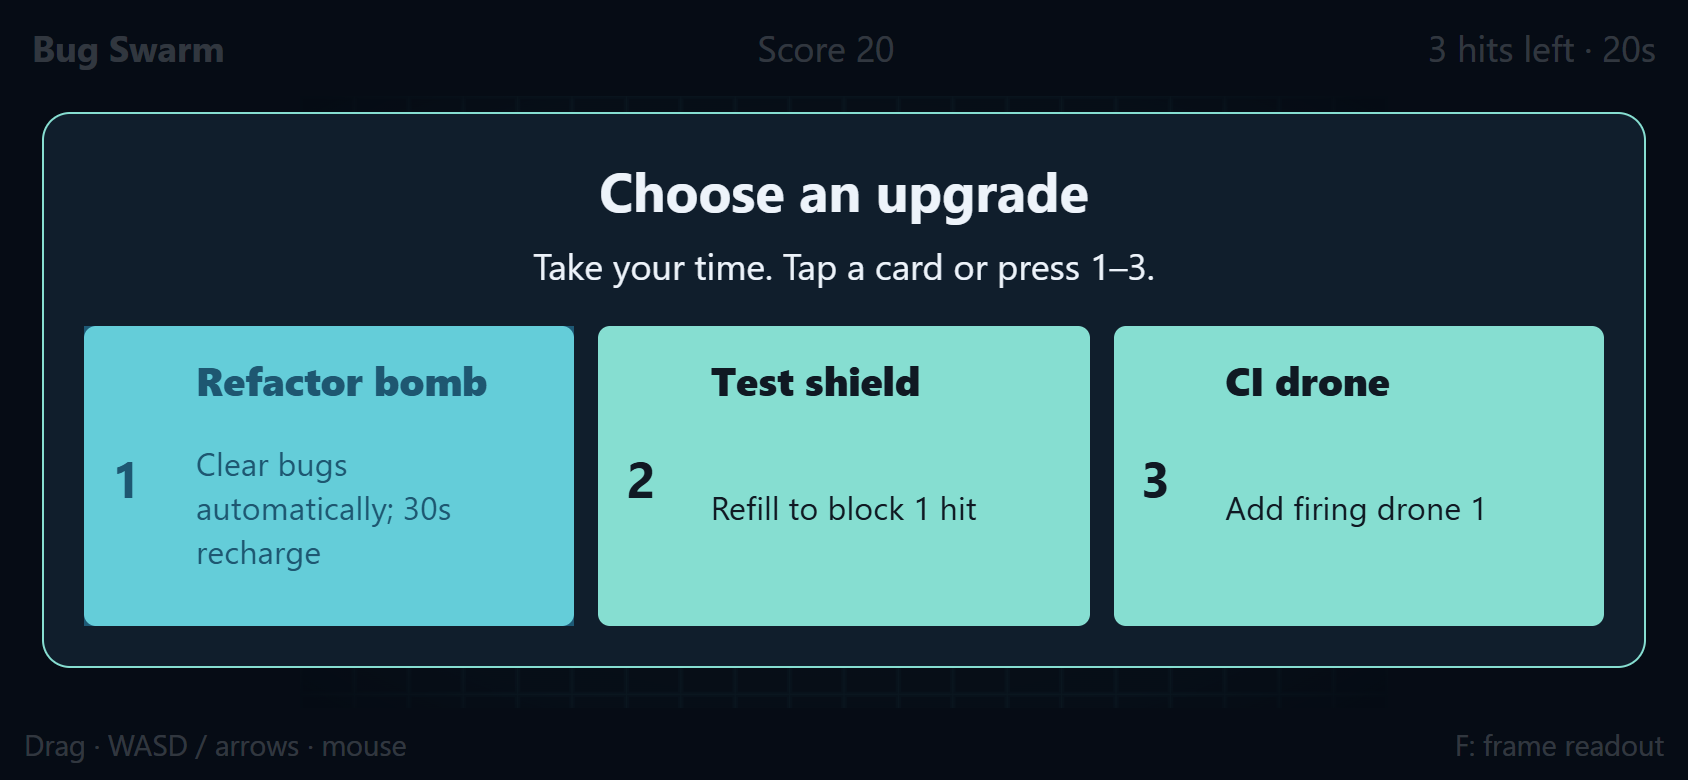 Bug Swarm
Score 20
3 hits left · 20s
Choose an upgrade
Take your time. Tap a card or press 1–3.
1
Refactor bomb
Clear bugs
automatically; 30s
recharge
2
Test shield
Refill to block 1 hit
3
CI drone
Add firing drone 1
Drag · WASD / arrows · mouse
F: frame readout